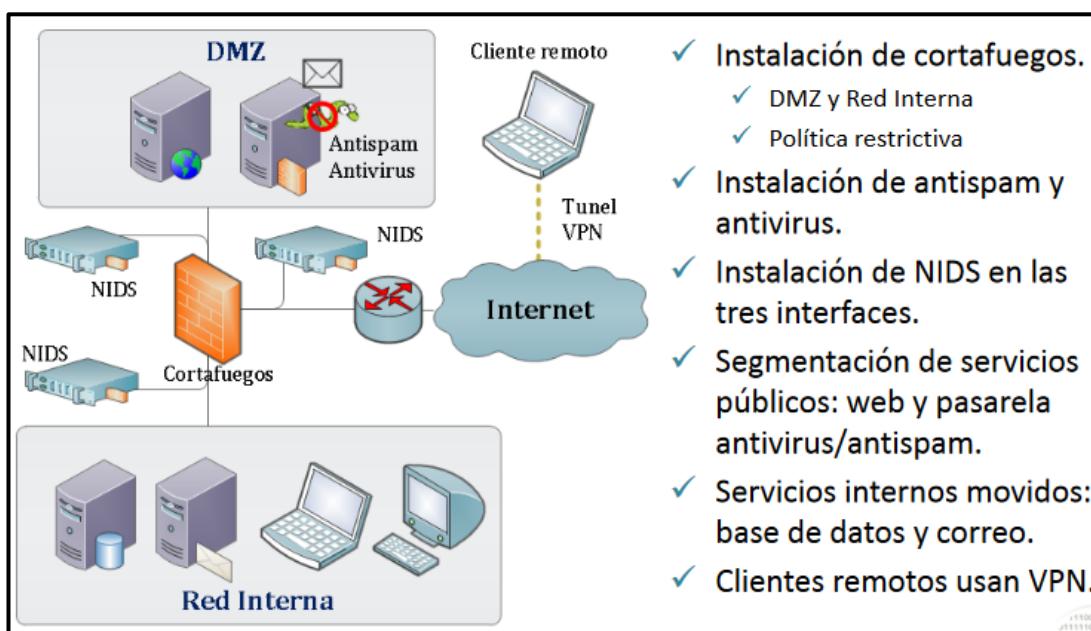 DMZ
Antispam
Antivirus
Cliente remoto
Tunel
VPN
NIDS
NIDS
NIDS
Cortafuegos
Internet
Red Interna
✓ Instalación de cortafuegos.
✓ DMZ y Red Interna
✓ Política restrictiva
✓ Instalación de antispam y
antivirus.
✓ Instalación de NIDS en las
tres interfaces.
✓ Segmentación de servicios
públicos: web y pasarela
antivirus/antispam.
✓ Servicios internos movidos:
base de datos y correo.
✓ Clientes remotos usan VPN.